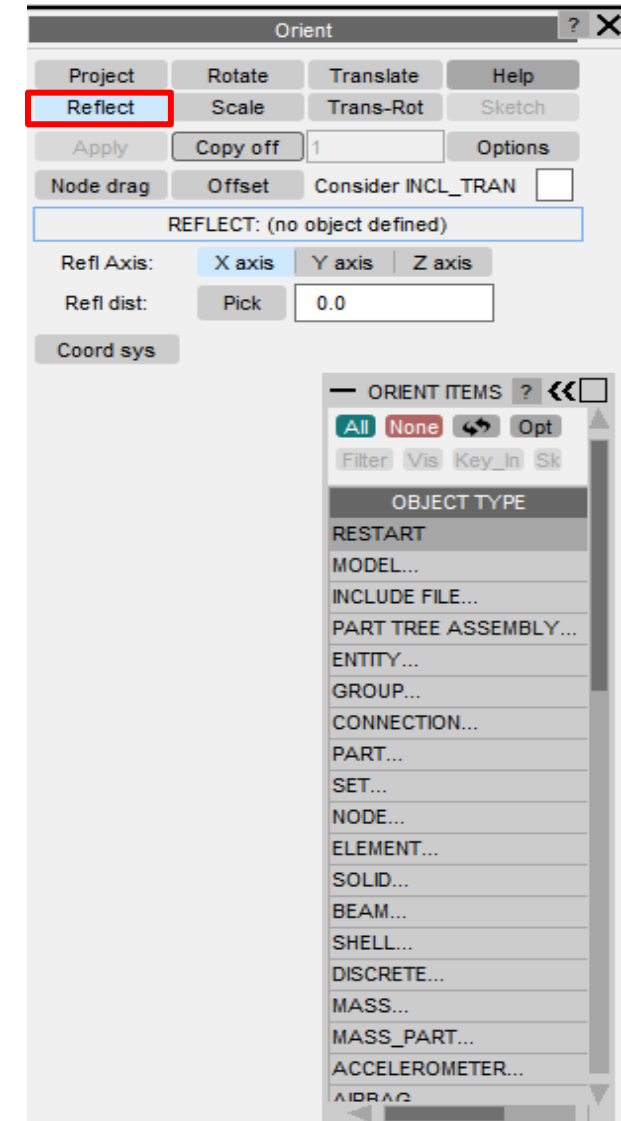 Orient ? X
Project Rotate Translate Help
Reflect Scale Trans-Rot Sketch
Apply Copy off 1 Options
Node drag Offset Consider INCL_TRAN
REFLECT: (no object defined)
Refl Axis: X axis Y axis Z axis
Refl dist: Pick 0.0
Coord sys
ORIENT ITEMS ?
All None Opt
Filter Vis Key_In Sk
OBJECT TYPE
RESTART
MODEL...
INCLUDE FILE...
PART TREE ASSEMBLY...
ENTITY...
GROUP...
CONNECTION...
PART...
SET...
NODE...
ELEMENT...
SOLID...
BEAM...
SHELL...
DISCRETE...
MASS...
MASS_PART...
ACCELEROMETER...
AIRBAG